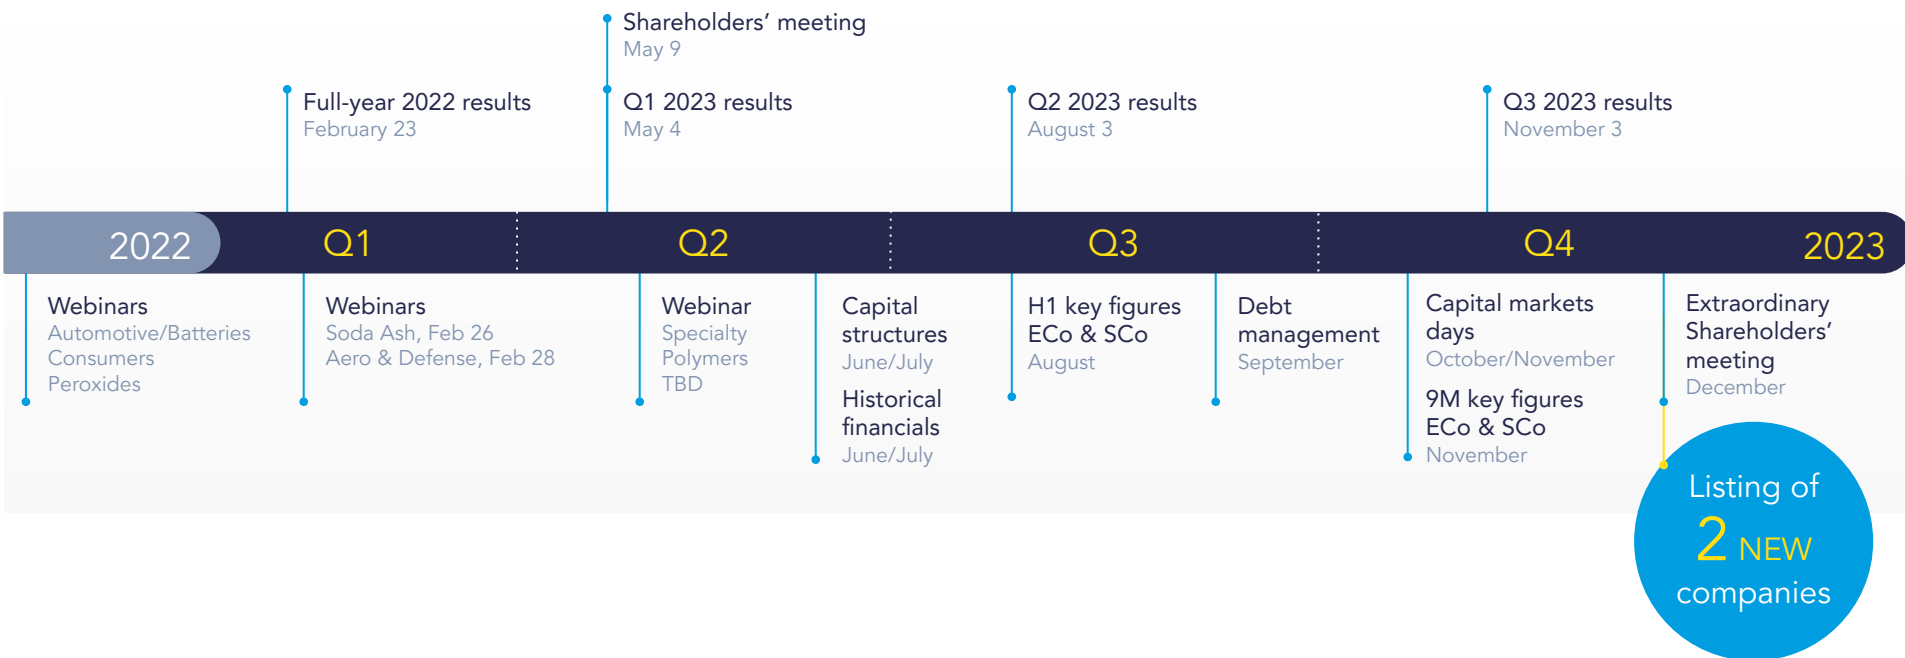 Shareholders’ meeting
May 9
Full-year 2022 results
February 23
Q1 2023 results
May 4
Q2 2023 results
August 3
Q3 2023 results
November 3
2022
Q1
Q2
Q3
Q4
2023
Webinars
Automotive/Batteries
Consumers
Peroxides
Webinars
Soda Ash, Feb 26
Aero & Defense, Feb 28
Webinar
Specialty
Polymers
TBD
Capital
structures
June/July
Historical
financials
June/July
H1 key figures
ECo & SCo
August
Debt
management
September
Capital markets
days
October/November
9M key figures
ECo & SCo
November
Extraordinary
Shareholders’
meeting
December
Listing of
2 NEW
companies